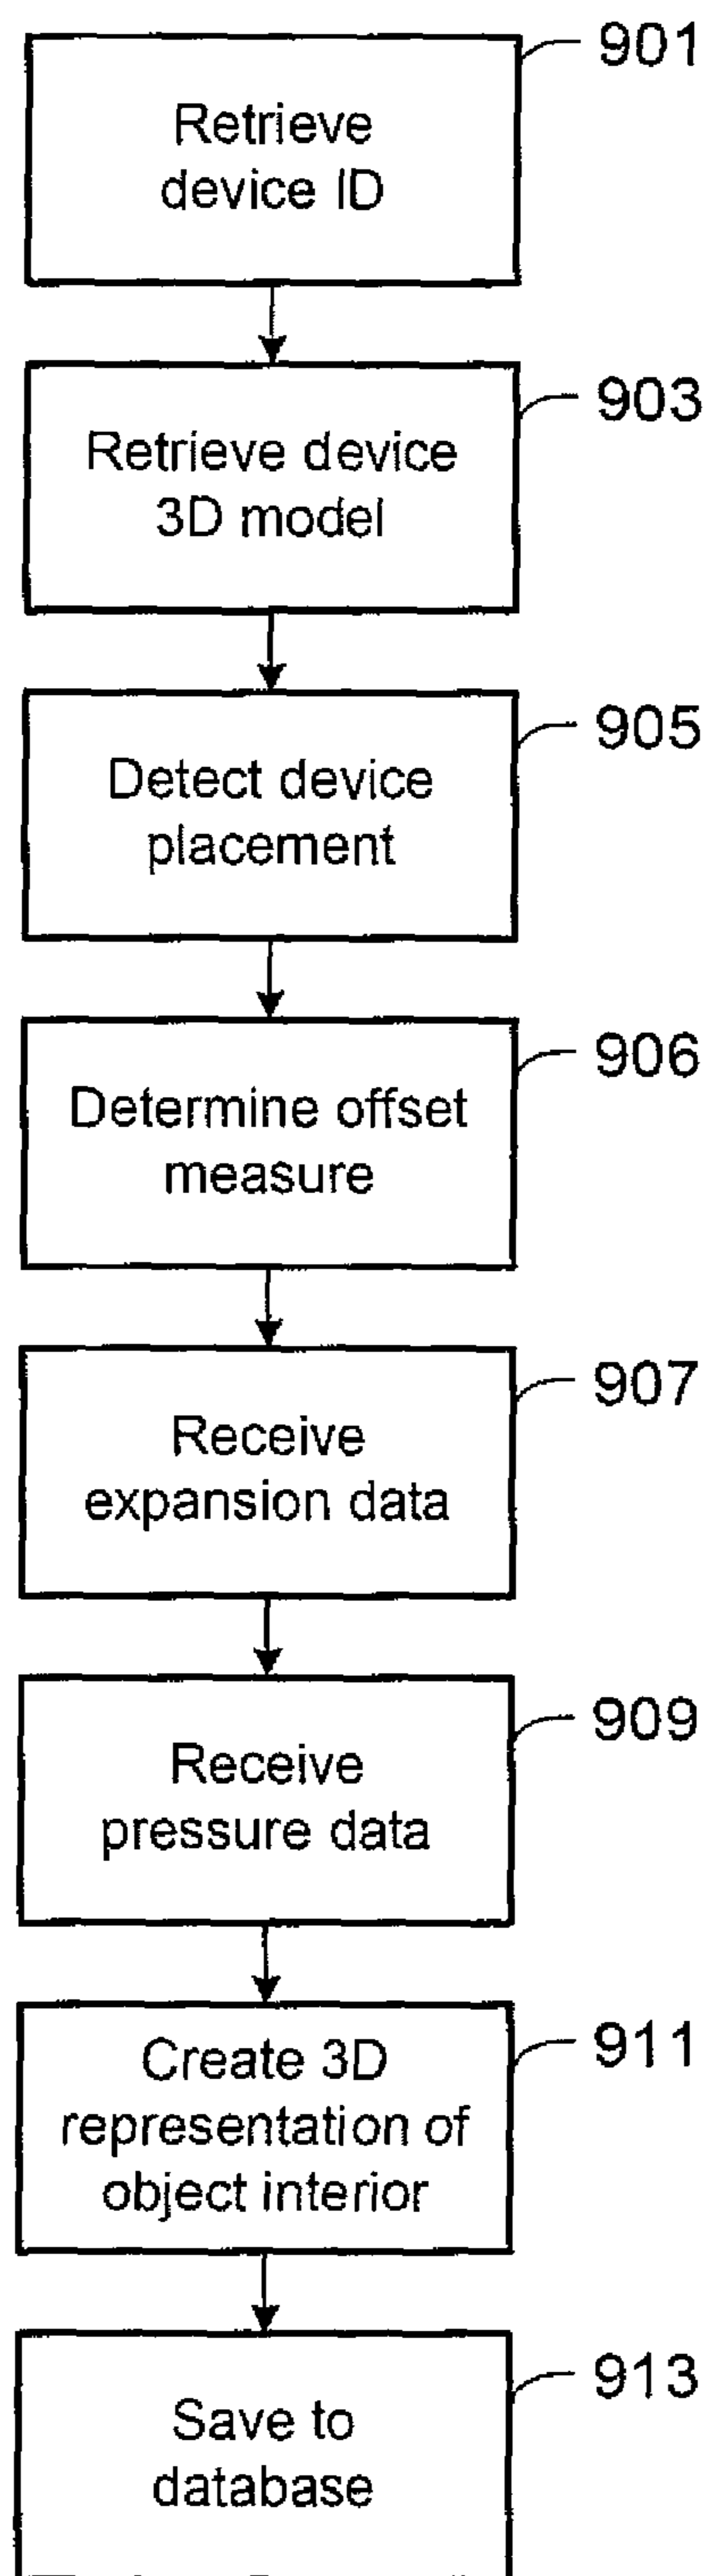 901
Retrieve
device ID
903
Retrieve device
3D model
905
Detect device
placement
906
Determine offset
measure
907
Receive
expansion data
909
Receive
pressure data
911
Create 3D
representation of
object interior
913
Save to
database